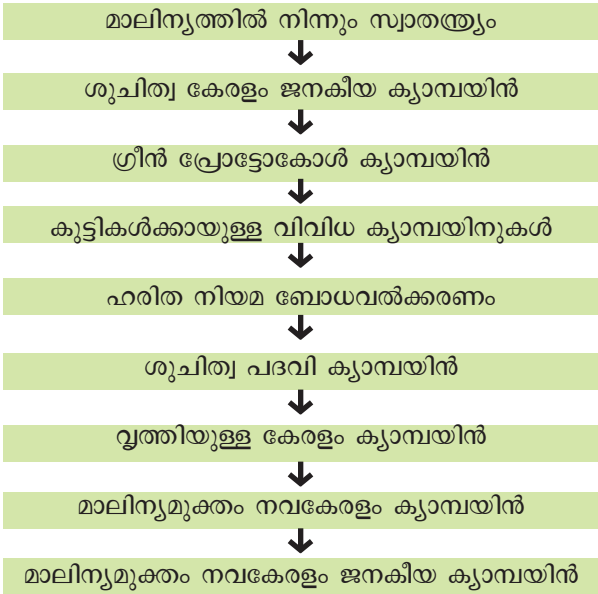 മാലിന്യത്തിൽ നിന്നും സ്വാതന്ത്ര്യം
ശുചിത്വ കേരളം ജനകീയ ക്യാമ്പയിൻ
ഗ്രീൻ പ്രോട്ടോകോൾ ക്യാമ്പയിൻ
കുട്ടികൾക്കായുള്ള വിവിധ ക്യാമ്പയിനുകൾ
ഹരിത നിയമ ബോധവൽക്കരണം
ശുചിത്വ പദവി ക്യാമ്പയിൻ
വൃത്തിയുള്ള കേരളം ക്യാമ്പയിൻ
മാലിന്യമുക്തം നവകേരളം ക്യാമ്പയിൻ
മാലിന്യമുക്തം നവകേരളം ജനകീയ ക്യാമ്പയിൻ